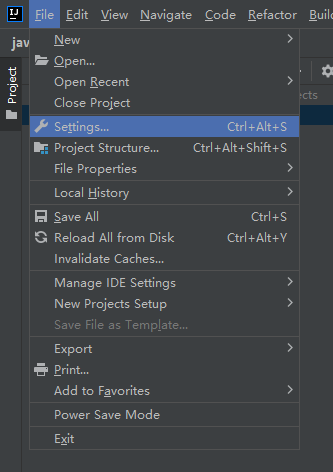 IJ File Edit View Navigate Code Refactor Buil
jav
Project
New
Open...
Open Recent
Close Project
ects
Settings... Ctrl+Alt+S
Project Structure... Ctrl+Alt+Shift+S
File Properties
Local History
Save All Ctrl+S
Reload All from Disk Ctrl+Alt+Y
Invalidate Caches...
Manage IDE Settings
New Projects Setup
Save File as Template...
Export
Print...
Add to Favorites
Power Save Mode
Exit